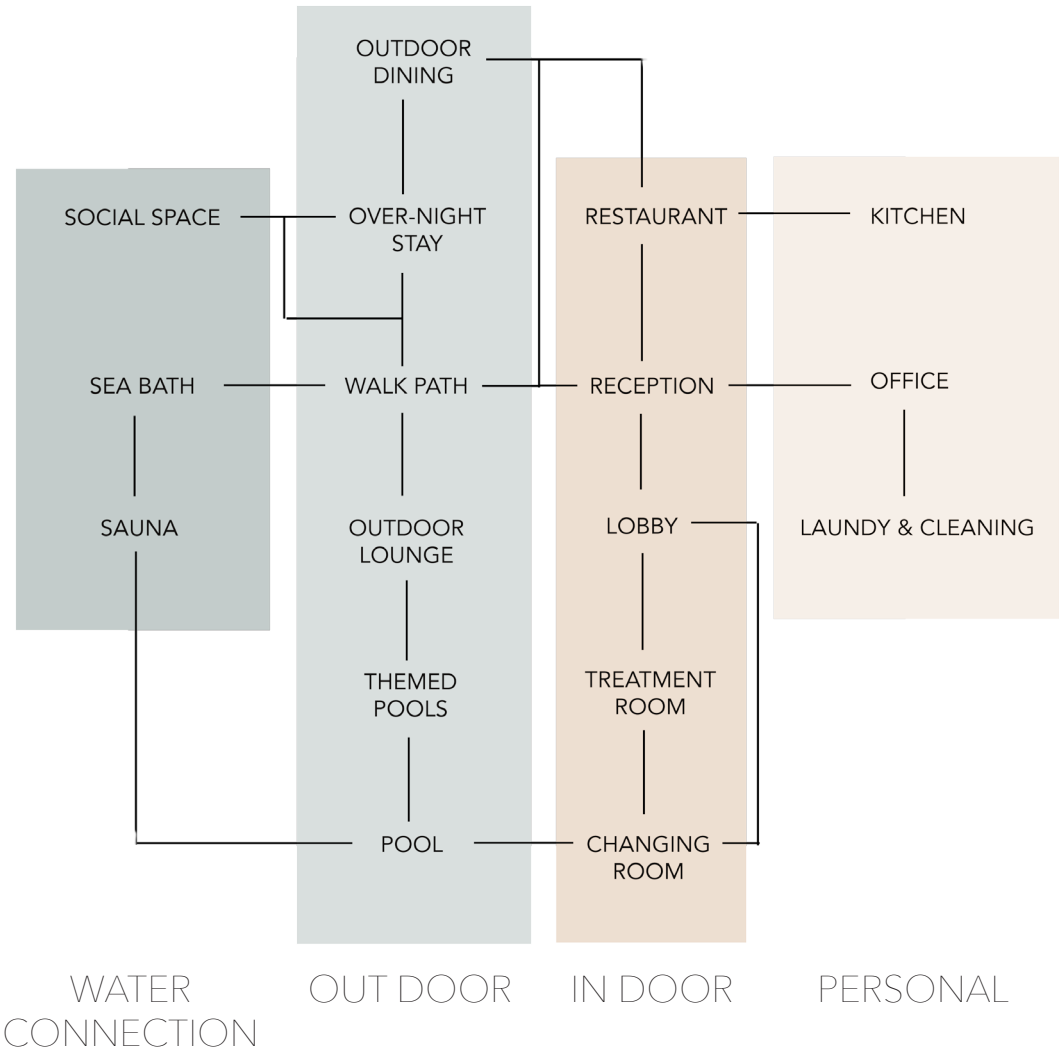 OUTDOOR
DINING
SOCIAL SPACE
OVER-NIGHT
STAY
RESTAURANT
KITCHEN
SEA BATH
WALK PATH
RECEPTION
OFFICE
SAUNA
OUTDOOR
LOUNGE
LOBBY
LAUNDY & CLEANING
THEMED
POOLS
TREATMENT
ROOM
POOL
CHANGING
ROOM
WATER
CONNECTION
OUT DOOR
IN DOOR
PERSONAL